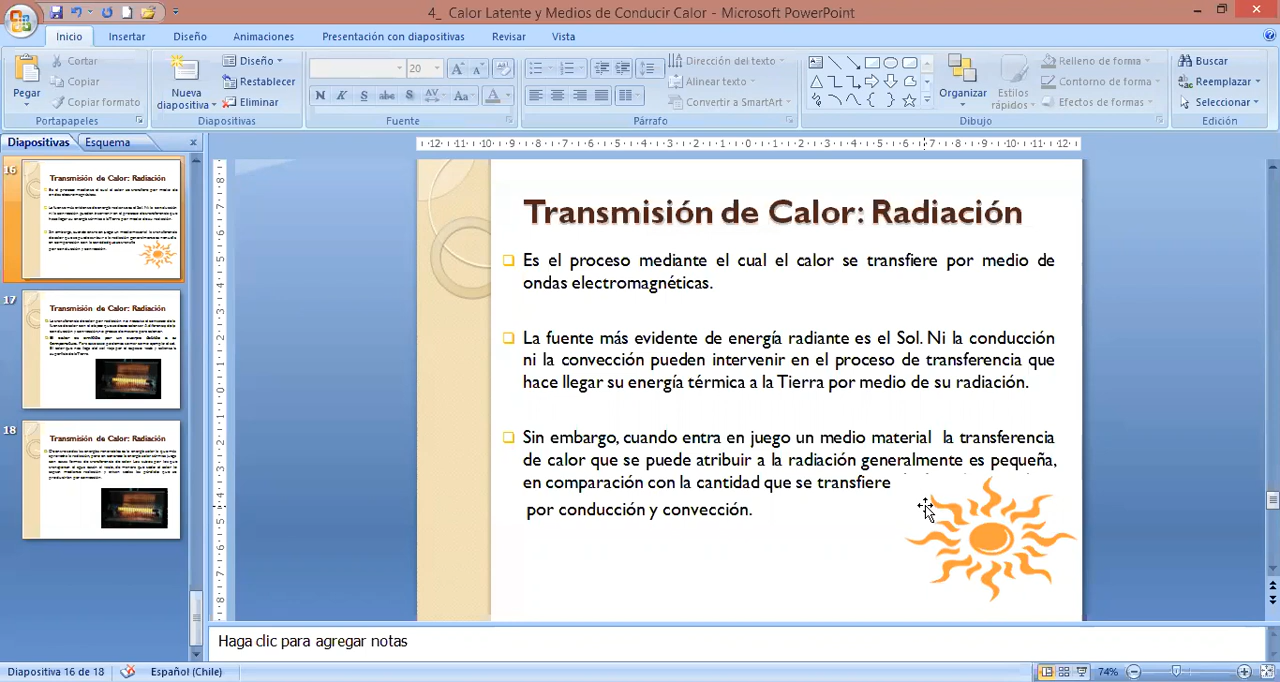 4_ Calor Latente y Medios de Conducir Calor - Microsoft PowerPoint
Inicio Insertar Diseño Animaciones Presentación con diapositivas Revisar Vista
Pegar
Cortar
Copiar
Copiar formato
Portapapeles
Nueva
diapositiva
Diseño
Restablecer
Eliminar
Diapositivas
20
Fuente
Dirección del texto
Alinear texto
Convertir a SmartArt
Párrafo
Organizar
Estilos
rápidos
Relleno de forma
Contorno de forma
Efectos de formas
Dibujo
Buscar
Reemplazar
Seleccionar
Edición
Diapositivas Esquema
16
Transmisión de Calor: Radiación
17
Transmisión de Calor: Radiación
18
Transmisión de Calor: Radiación
Transmisión de Calor: Radiación
Es el proceso mediante el cual el calor se transfiere por medio de
ondas electromagnéticas.
La fuente más evidente de energía radiante es el Sol. Ni la conducción
ni la convección pueden intervenir en el proceso de transferencia que
hace llegar su energía térmica a la Tierra por medio de su radiación.
Sin embargo, cuando entra en juego un medio material la transferencia
de calor que se puede atribuir a la radiación generalmente es pequeña,
en comparación con la cantidad que se transfiere
por conducción y convección.
Haga clic para agregar notas
Diapositiva 16 de 18 Español (Chile) 74%